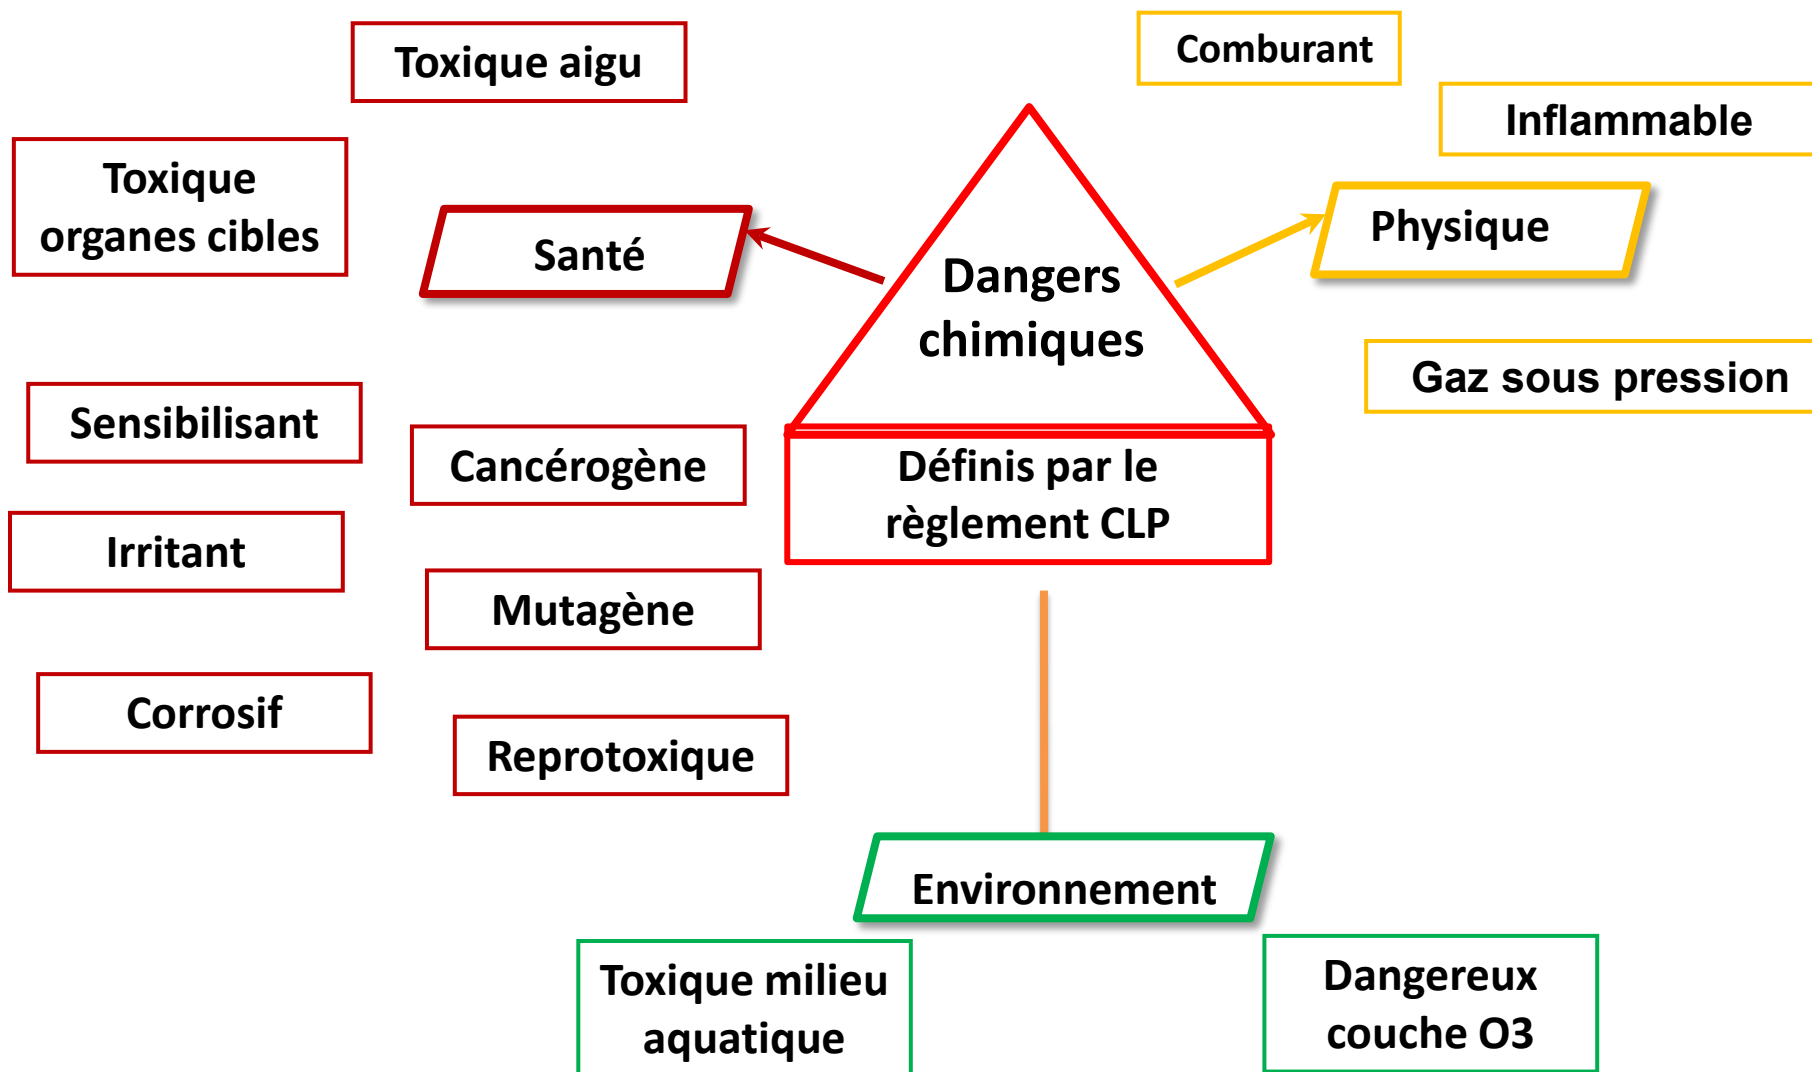 Toxique aigu
Comburant
Inflammable
Toxique
organes cibles
Santé
Physique
Dangers
chimiques
Gaz sous pression
Sensibilisant
Cancérogène
Définis par le
règlement CLP
Irritant
Mutagène
Corrosif
Reprotoxique
Environnement
Toxique milieu
aquatique
Dangereux
couche O3